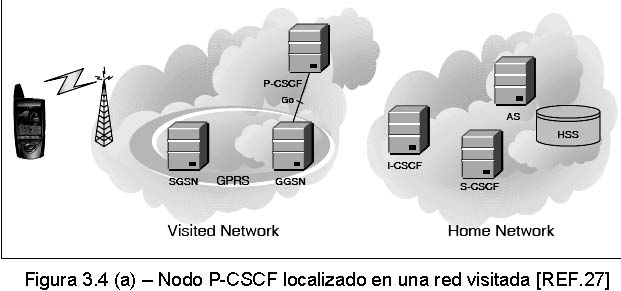 P-CSCF
Go
SGSN
GPRS
GGSN
Visited Network
AS
HSS
I-CSCF
S-CSCF
Home Network
Figura 3.4 (a) – Nodo P-CSCF localizado en una red visitada [REF.27]